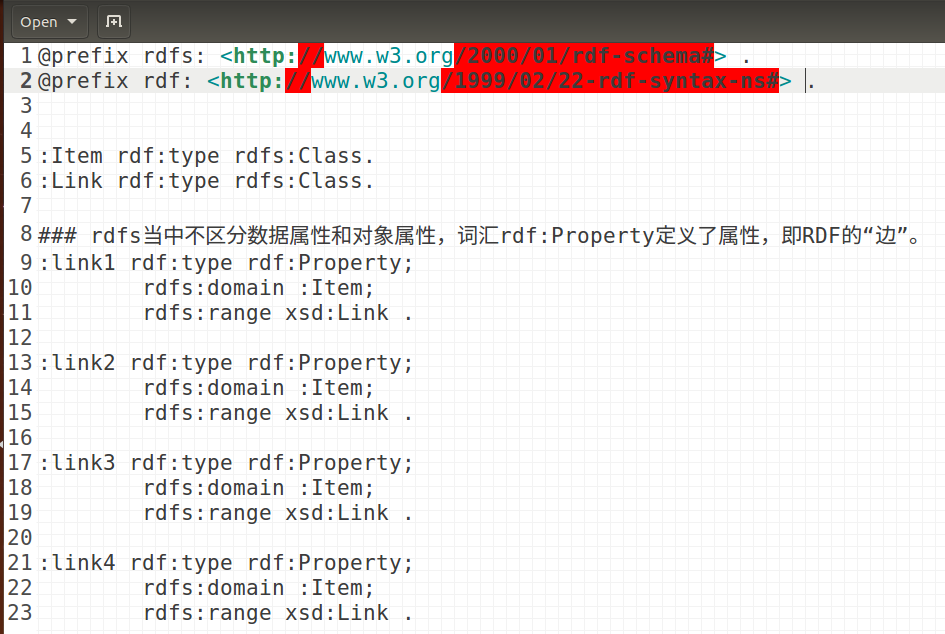 Open
1 @prefix rdfs: <http://www.w3.org/2000/01/rdf-schema#> .
2 @prefix rdf: <http://www.w3.org/1999/02/22-rdf-syntax-ns#> .
3
4
5 :Item rdf:type rdfs:Class.
6 :Link rdf:type rdfs:Class.
7
8 ### rdfs当中不区分数据属性和对象属性，词汇rdf:Property定义了属性，即RDF的“边”。
9 :link1 rdf:type rdf:Property;
10 rdfs:domain :Item;
11 rdfs:range xsd:Link .
12
13 :link2 rdf:type rdf:Property;
14 rdfs:domain :Item;
15 rdfs:range xsd:Link .
16
17 :link3 rdf:type rdf:Property;
18 rdfs:domain :Item;
19 rdfs:range xsd:Link .
20
21 :link4 rdf:type rdf:Property;
22 rdfs:domain :Item;
23 rdfs:range xsd:Link .